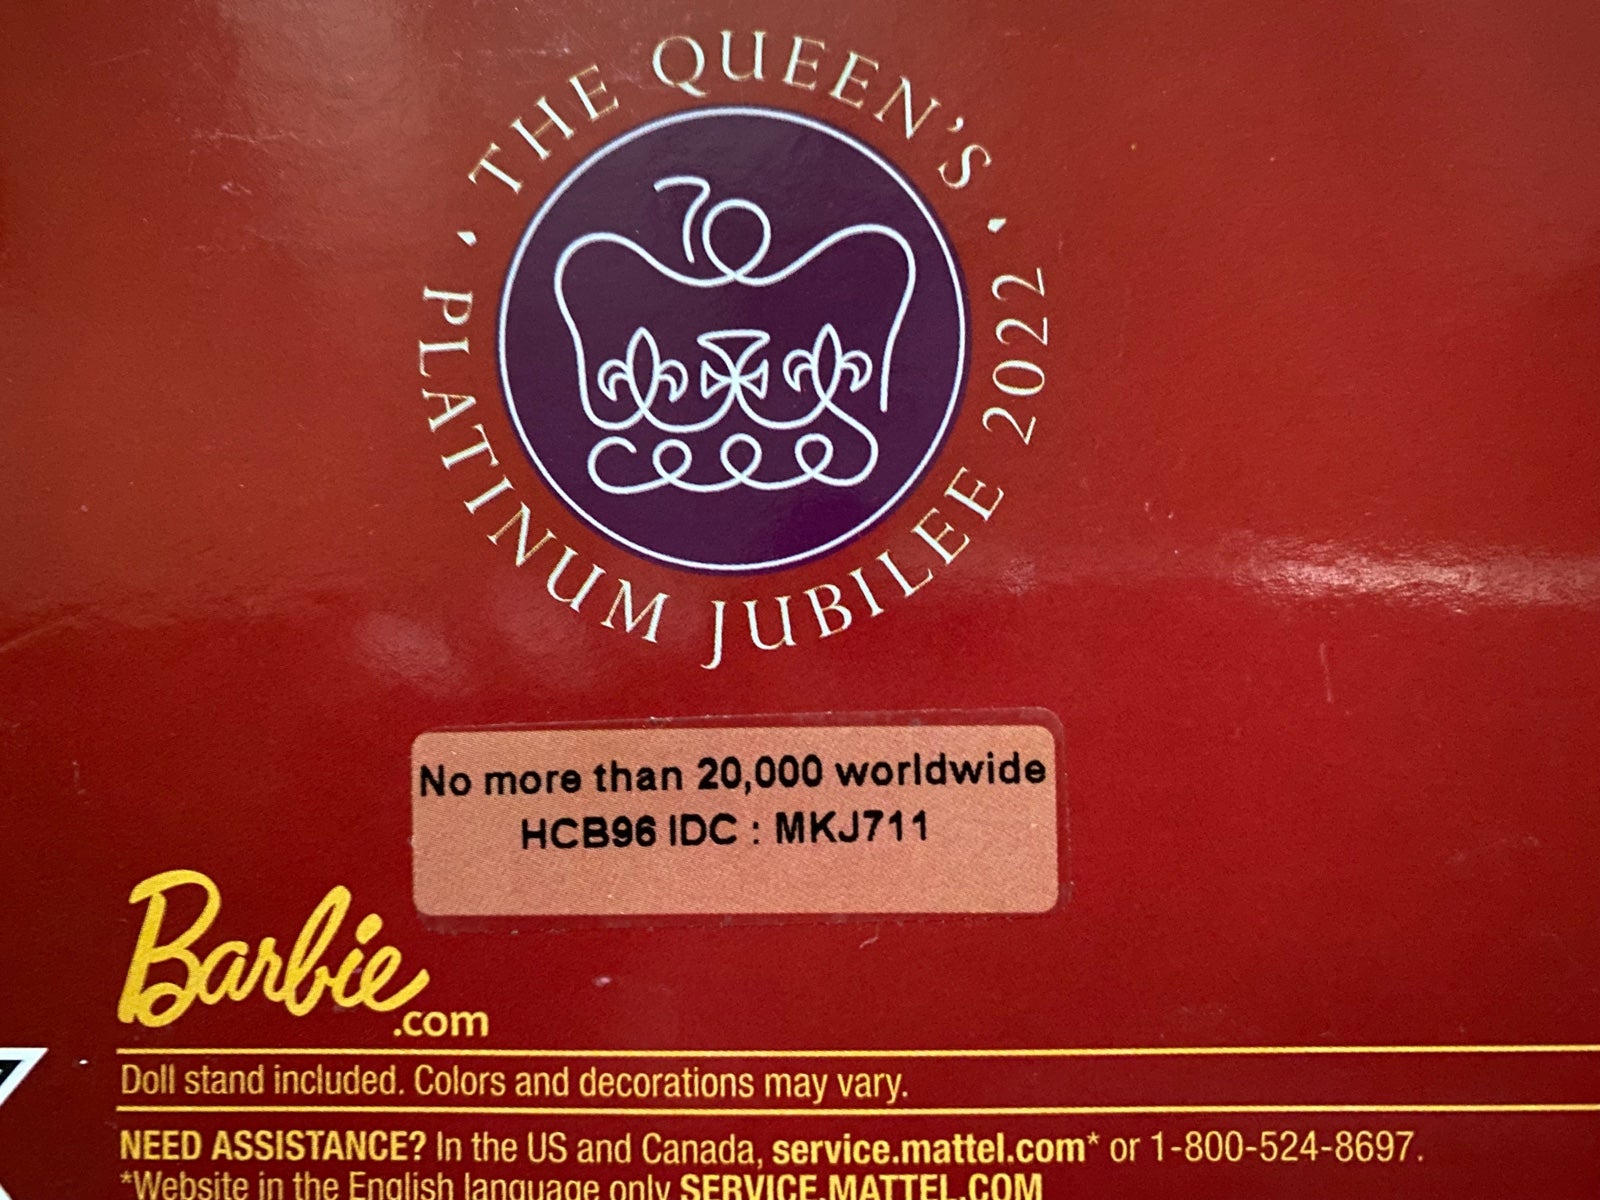 THE QUEEN'S
· PLATINUM JUBILEE 2022 ·
70
No more than 20,000 worldwide
HCB96 IDC : MKJ711
Barbie
.com
Doll stand included. Colors and decorations may vary.
NEED ASSISTANCE? In the US and Canada, service.mattel.com* or 1-800-524-8697.
*Website in the English language only SERVICE.MATTEL.COM